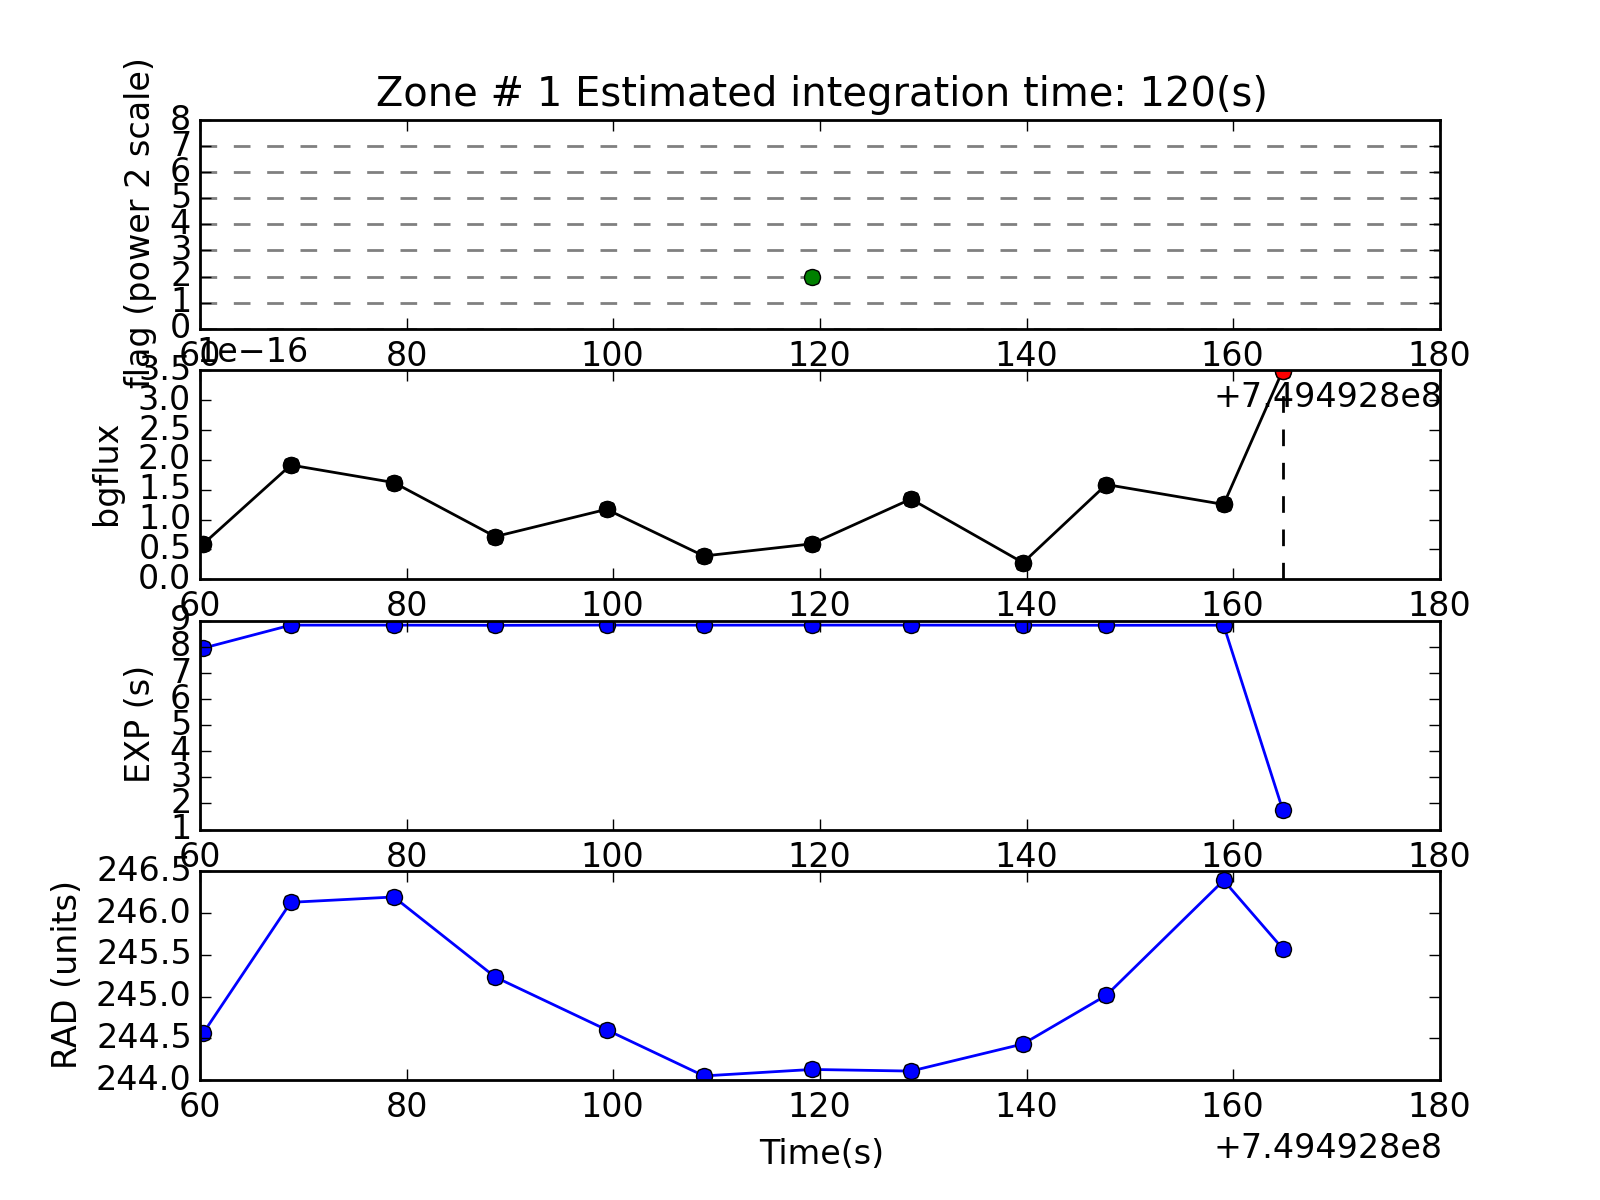 Zone # 1 Estimated integration time: 120(s)
flag (power 2 scale)
8
7
6
5
4
3
2
1
0
60 80 100 120 140 160 180
1e−16
+7.494928e8
bgflux
3.5
3.0
2.5
2.0
1.5
1.0
0.5
0.0
60 80 100 120 140 160 180
EXP (s)
9
8
7
6
5
4
3
2
1
60 80 100 120 140 160 180
RAD (units)
246.5
246.0
245.5
245.0
244.5
244.0
60 80 100 120 140 160 180
Time(s)
+7.494928e8